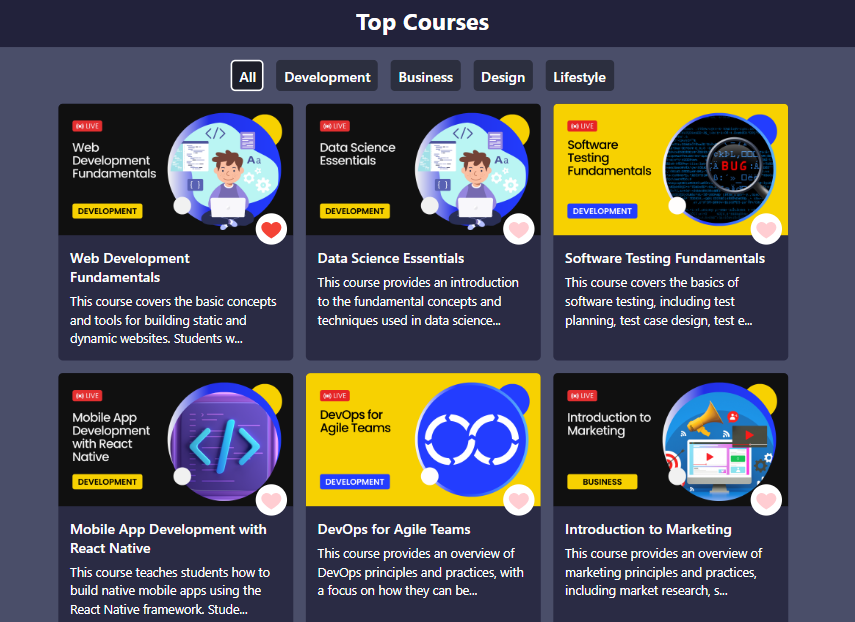 Top Courses
All
Development
Business
Design
Lifestyle
LIVE
Web
Development
Fundamentals
DEVELOPMENT
Aa
Web Development
Fundamentals
This course covers the basic concepts
and tools for building static and
dynamic websites. Students w...
LIVE
Data Science
Essentials
DEVELOPMENT
Aa
Data Science Essentials
This course provides an introduction
to the fundamental concepts and
techniques used in data science...
LIVE
Software
Testing
Fundamentals
DEVELOPMENT
BUG
Software Testing Fundamentals
This course covers the basics of
software testing, including test
planning, test case design, test e...
LIVE
Mobile App
Development
with React
Native
DEVELOPMENT
</>
Mobile App Development with
React Native
This course teaches students how to
build native mobile apps using the
React Native framework. Stude...
LIVE
DevOps for
Agile Teams
DEVELOPMENT
DevOps for Agile Teams
This course provides an overview of
DevOps principles and practices, with
a focus on how they can be...
LIVE
Introduction to
Marketing
BUSINESS
Introduction to Marketing
This course provides an overview of
marketing principles and practices,
including market research, s...